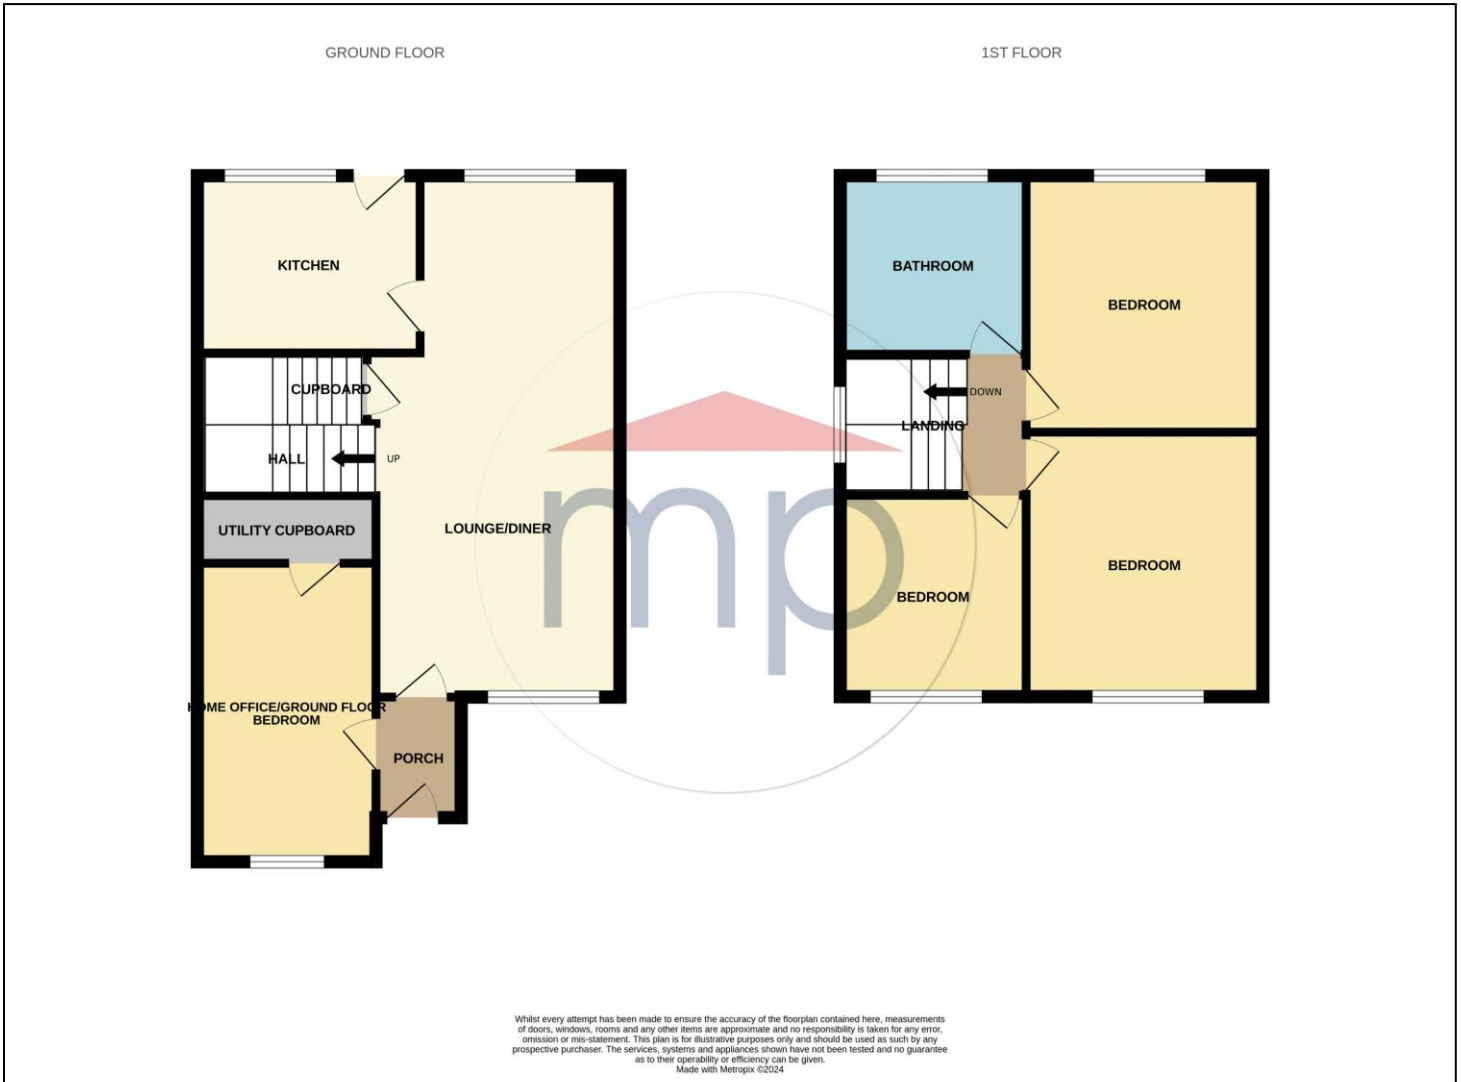 GROUND FLOOR
1ST FLOOR
KITCHEN
CUPBOARD
HALL
UP
UTILITY CUPBOARD
LOUNGE/DINER
HOME OFFICE/GROUND FLOOR
BEDROOM
PORCH
BATHROOM
BEDROOM
DOWN
LANDING
BEDROOM
BEDROOM
mp
Whilst every attempt has been made to ensure the accuracy of the floorplan contained here, measurements
of doors, windows, rooms and any other items are approximate and no responsibility is taken for any error,
omission or mis-statement. This plan is for illustrative purposes only and should be used as such by any
prospective purchaser. The services, systems and appliances shown have not been tested and no guarantee
as to their operability or efficiency can be given.
Made with Metropix ©2024